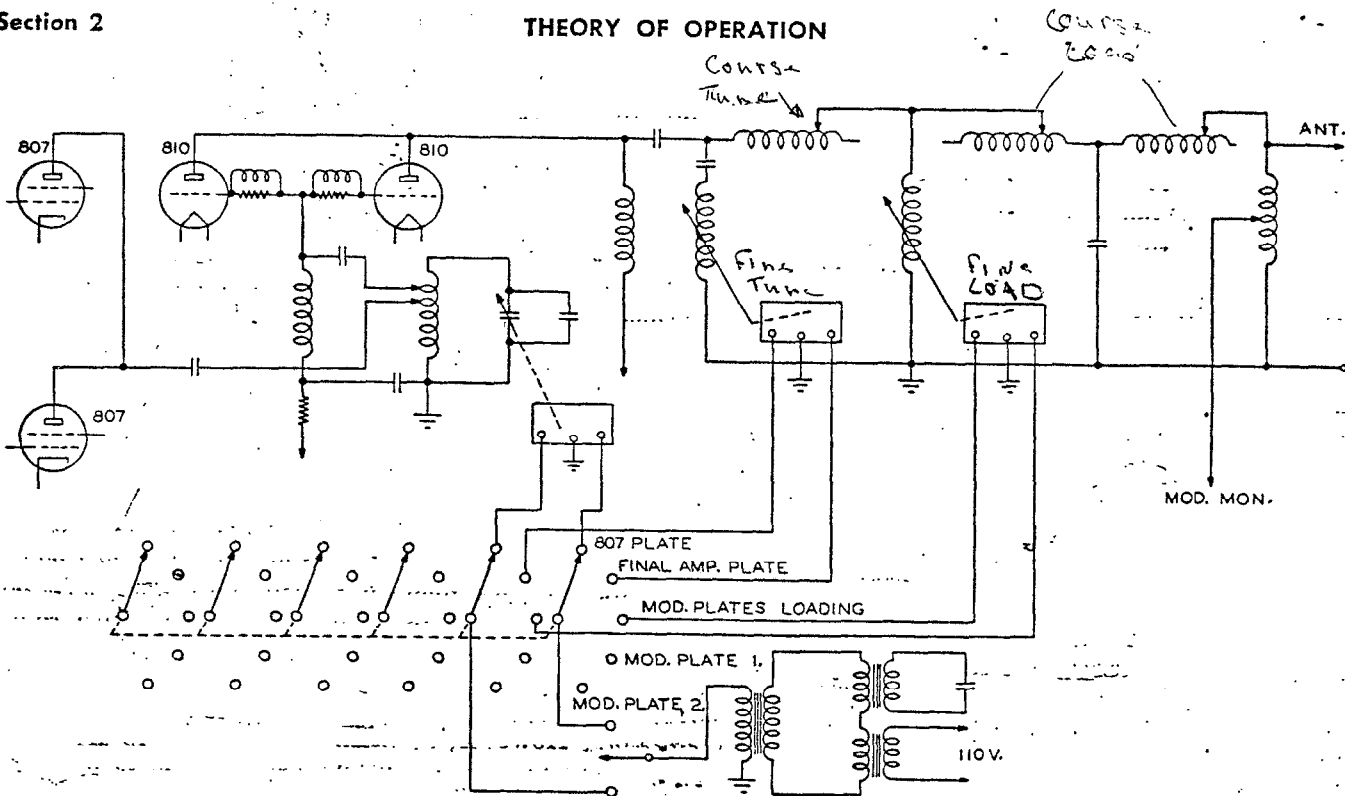 Section 2
THEORY OF OPERATION
Course
Course
Tune
807
810
810
ANT.
Fine
Tune
Fine
LOAD
807
MOD. MON.
807 PLATE
FINAL AMP. PLATE
MOD. PLATES LOADING
MOD. PLATE 1.
MOD. PLATE 2
110V.